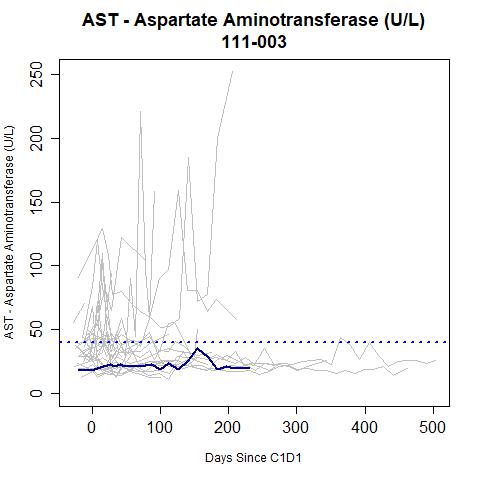 AST - Aspartate Aminotransferase (U/L)
111-003
AST - Aspartate Aminotransferase (U/L)
250
200
150
100
50
0
0 100 200 300 400 500
Days Since C1D1